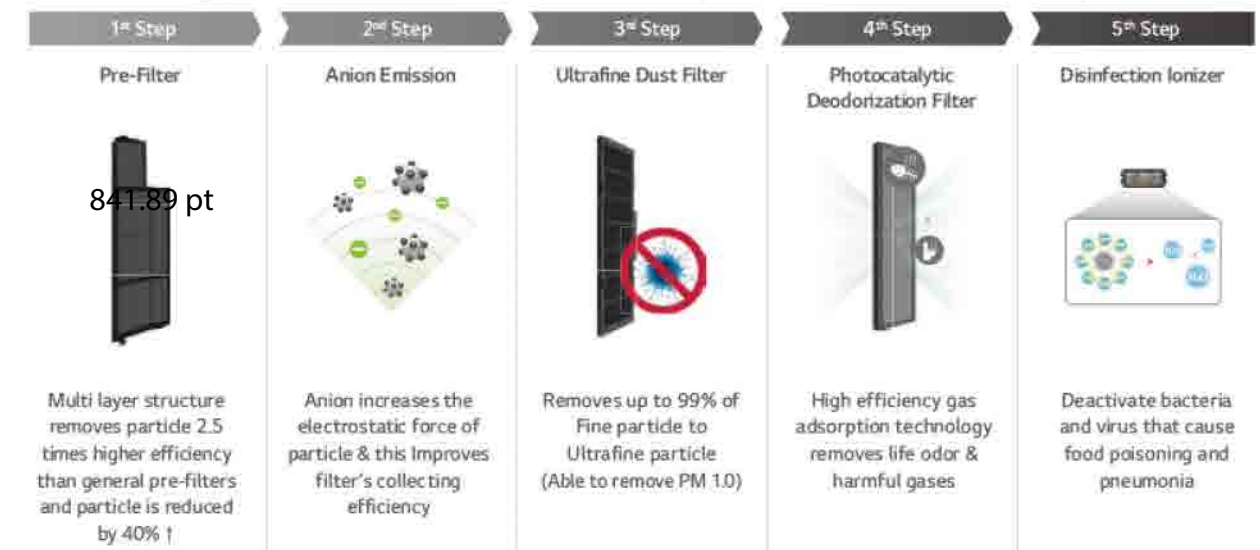 1st Step
2nd Step
3rd Step
4th Step
5th Step
Pre-Filter
Anion Emission
Ultrafine Dust Filter
Photocatalytic
Deodorization Filter
Disinfection Ionizer
841.89 pt
Multi layer structure
removes particle 2.5
times higher efficiency
than general pre-filters
and particle is reduced
by 40% ↑
Anion increases the
electrostatic force of
particle & this Improves
filter's collecting
efficiency
Removes up to 99% of
Fine particle to
Ultrafine particle
(Able to remove PM 1.0)
High efficiency gas
adsorption technology
removes life odor &
harmful gases
Deactivate bacteria
and virus that cause
food poisoning and
pneumonia